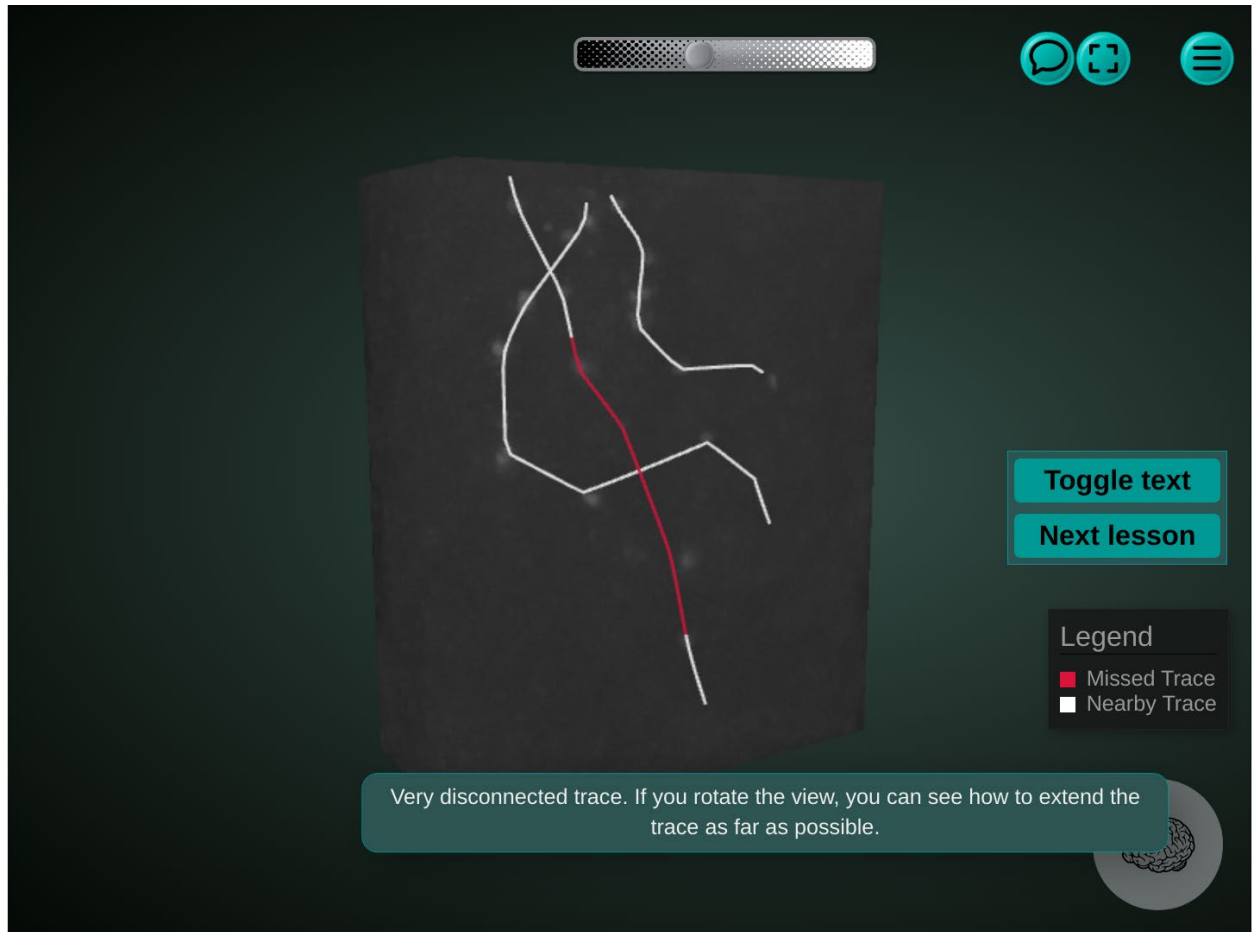 Toggle text
Next lesson
Legend
Missed Trace
Nearby Trace
Very disconnected trace. If you rotate the view, you can see how to extend the
trace as far as possible.